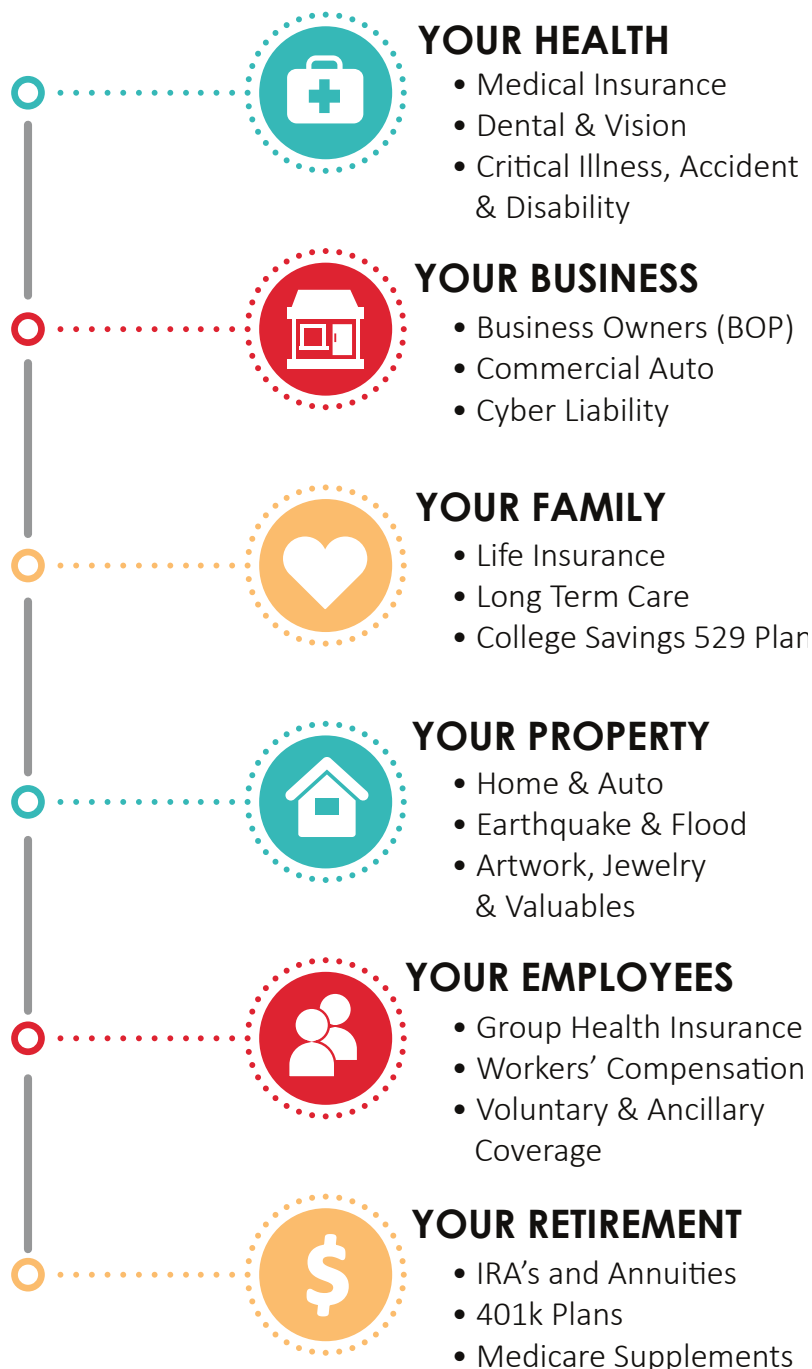 YOUR HEALTH
• Medical Insurance
• Dental & Vision
• Critical Illness, Accident
& Disability
YOUR BUSINESS
• Business Owners (BOP)
• Commercial Auto
• Cyber Liability
YOUR FAMILY
• Life Insurance
• Long Term Care
• College Savings 529 Plan
YOUR PROPERTY
• Home & Auto
• Earthquake & Flood
• Artwork, Jewelry
& Valuables
YOUR EMPLOYEES
• Group Health Insurance
• Workers’ Compensation
• Voluntary & Ancillary
Coverage
$
YOUR RETIREMENT
• IRA’s and Annuities
• 401k Plans
• Medicare Supplements